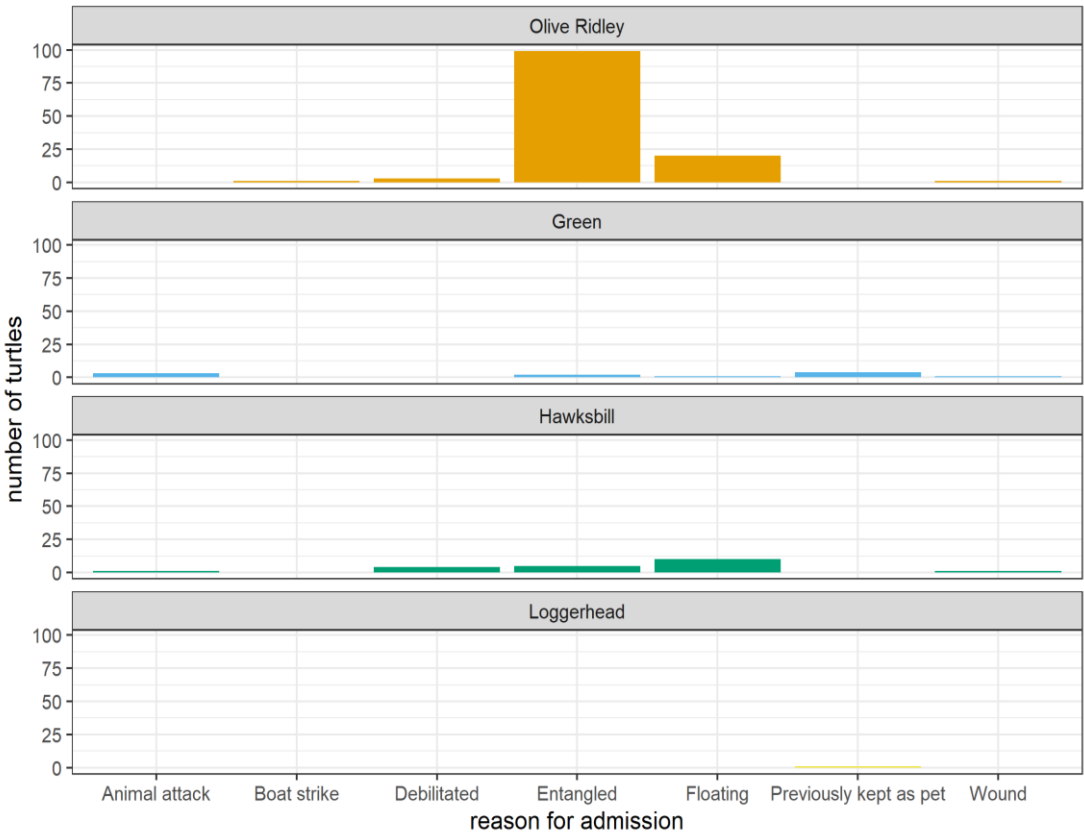 Olive Ridley
100
75
50
25
0
Green
100
75
50
25
0
Hawksbill
100
75
50
25
0
Loggerhead
100
75
50
25
0
number of turtles
Animal attack Boat strike Debilitated Entangled Floating Previously kept as pet Wound
reason for admission